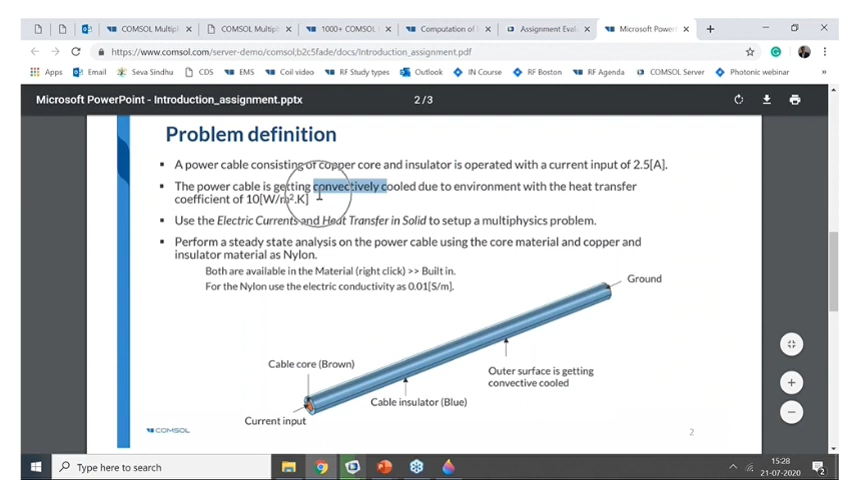 COMSOL Multiph
COMSOL Multiph
1000+ COMSOL
Computation of
Assignment Eval
Microsoft Power
https://www.comsol.com/server-demo/comsol,b2c5fade/docs/Introduction_assignment.pdf
Apps
Email
Seva Sindhu
CDS
EMS
Coil video
RF Study types
Outlook
IN Course
RF Boston
RF Agenda
COMSOL Server
Photonic webinar
»
Microsoft PowerPoint - Introduction_assignment.pptx
2/3
Problem definition
▪ A power cable consisting of copper core and insulator is operated with a current input of 2.5[A].
▪ The power cable is getting convectively cooled due to environment with the heat transfer
coefficient of 10[W/m².K]
▪ Use the Electric Currents and Heat Transfer in Solid to setup a multiphysics problem.
▪ Perform a steady state analysis on the power cable using the core material and copper and
insulator material as Nylon.
Both are available in the Material (right click) >> Built in.
For the Nylon use the electric conductivity as 0.01[S/m].
Ground
Cable core (Brown)
Outer surface is getting
convective cooled
Cable insulator (Blue)
Current input
COMSOL
2
Type here to search
15:28
21-07-2020
2